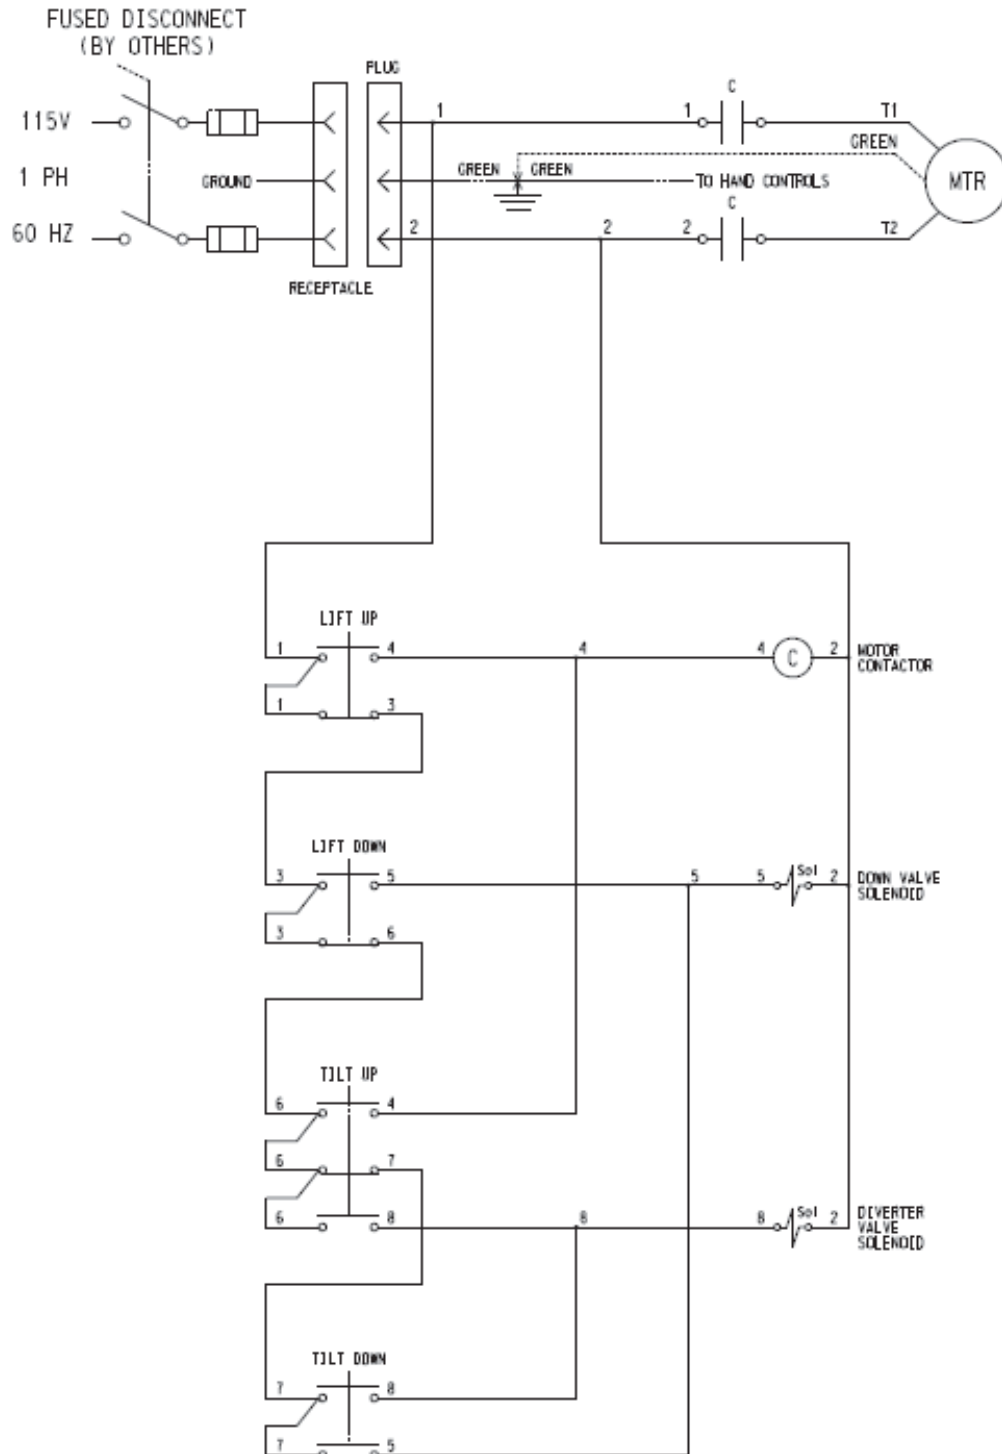 FUSED DISCONNECT
(BY OTHERS)
PLUG
115V
1 PH
60 HZ
GROUND
RECEPTACLE
1
1
C
T1
GREEN
GREEN
GREEN
TO HAND CONTROLS
MTR
2
2
2
C
T2
LIFT UP
1
4
4
4
C
2
MOTOR
CONTACTOR
1
3
LIFT DOWN
3
5
5
5
Sol
2
DOWN VALVE
SOLENOID
3
6
TILT UP
6
4
6
7
6
8
8
8
Sol
2
DIVERTER
VALVE
SOLENOID
TILT DOWN
7
8
7
5